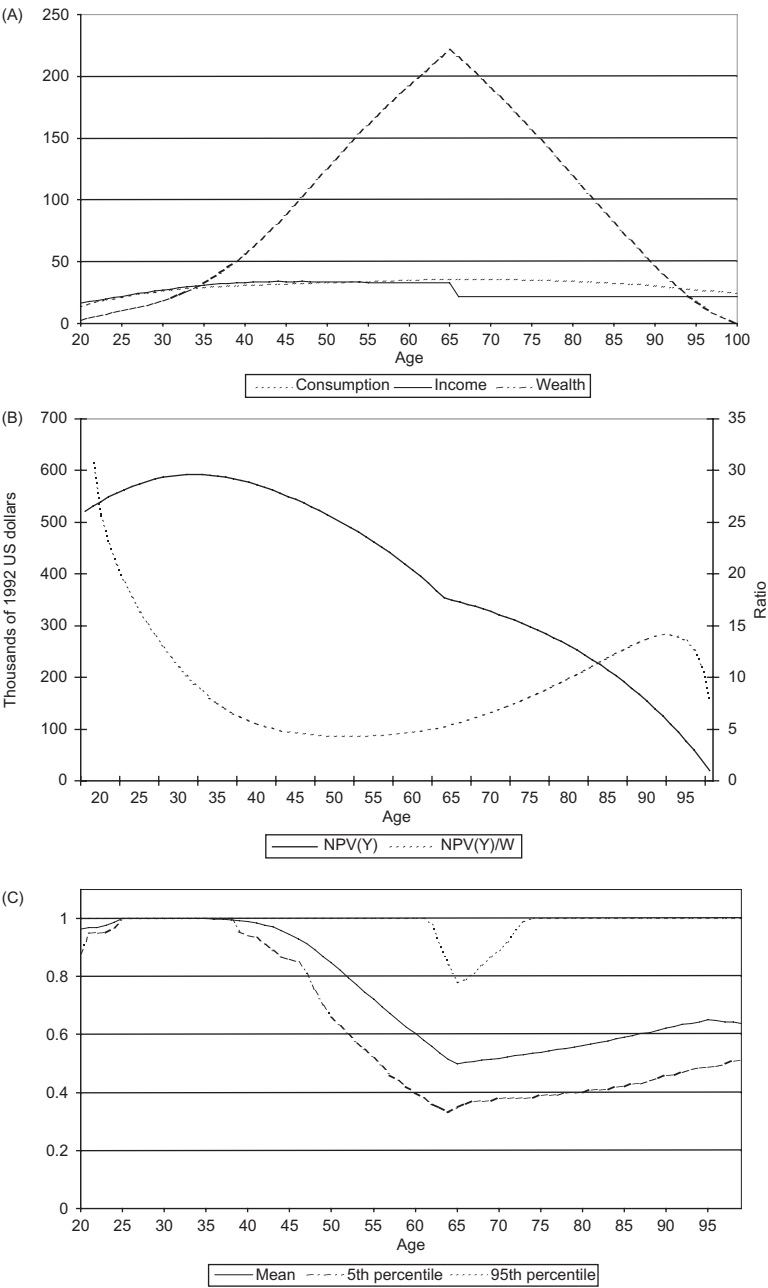 (A)
250
200
150
100
50
0
20 25 30 35 40 45 50 55 60 65 70 75 80 85 90 95 100
Age
Consumption Income Wealth
(B)
700
600
500
400
300
200
100
0
Thousands of 1992 US dollars
35
30
25
20
15
10
5
0
Ratio
20 25 30 35 40 45 50 55 60 65 70 75 80 85 90 95
Age
NPV(Y) NPV(Y)/W
(C)
1
0.8
0.6
0.4
0.2
0
20 25 30 35 40 45 50 55 60 65 70 75 80 85 90 95
Age
Mean 5th percentile 95th percentile